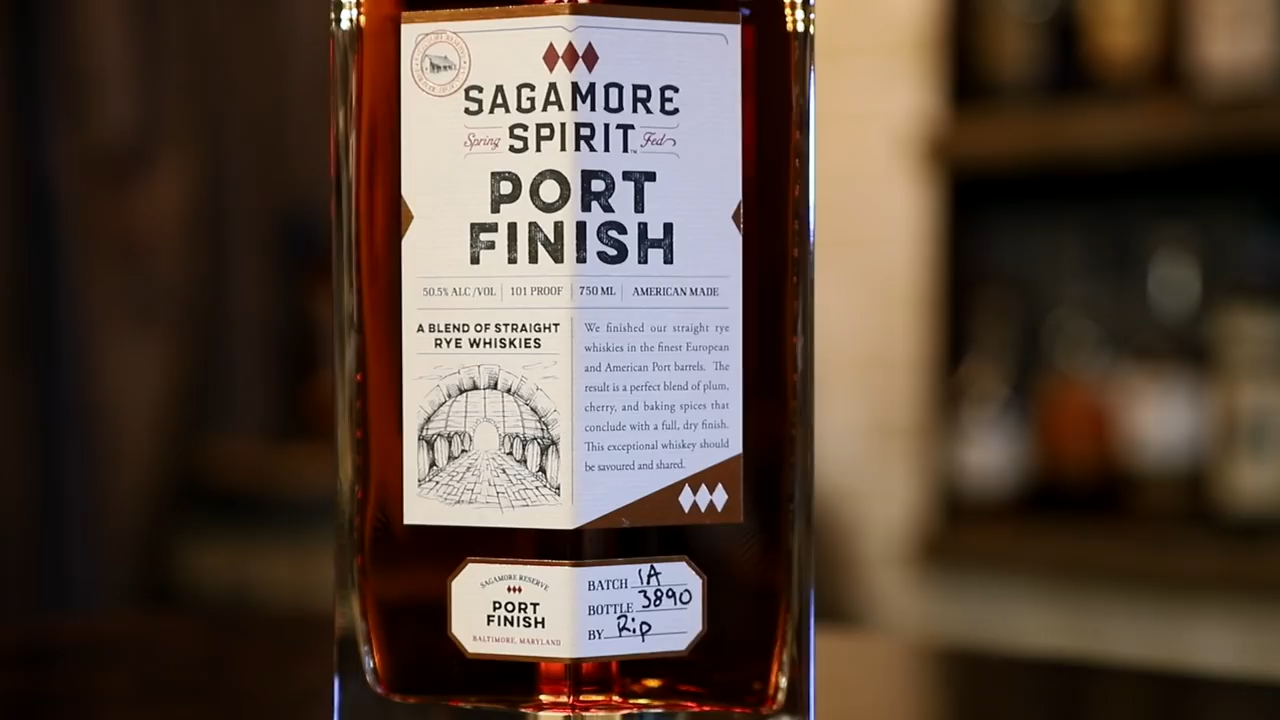 SAGAMORE
Spring SPIRIT™ Fed
PORT
FINISH
50.5% ALC/VOL | 101 PROOF | 750 ML | AMERICAN MADE
A BLEND OF STRAIGHT
RYE WHISKIES
We finished our straight rye
whiskies in the finest European
and American Port barrels. The
result is a perfect blend of plum,
cherry, and baking spices that
conclude with a full, dry finish.
This exceptional whiskey should
be savoured and shared.
SAGAMORE RESERVE
PORT
FINISH
BALTIMORE, MARYLAND
BATCH 1A
BOTTLE 3890
BY Rip